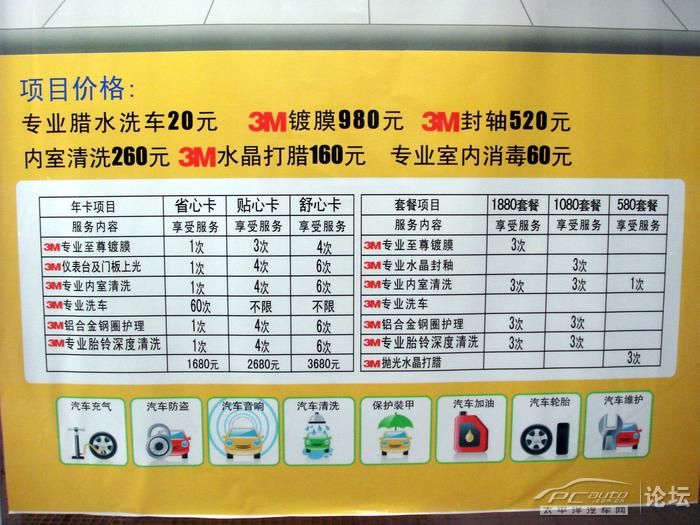 项目价格:
专业腊水洗车20元 3M镀膜980元 3M封轴520元
内室清洗260元 3M水晶打腊160元 专业室内消毒60元
年卡项目 省心卡 贴心卡 舒心卡
服务内容 享受服务 享受服务 享受服务
3M专业至尊镀膜 1次 3次 4次
3M仪表台及门板上光 1次 4次 6次
3M专业内室清洗 1次 4次 6次
3M专业洗车 60次 不限 不限
3M铝合金钢圈护理 1次 4次 6次
3M专业胎铃深度清洗 1次 4次 6次
1680元 2680元 3680元
套餐项目 1880套餐 1080套餐 580套餐
服务内容 享受服务 享受服务 享受服务
3M专业至尊镀膜 3次
3M专业水晶封釉 3次
3M专业内室清洗 3次 3次 1次
3M专业洗车
3M铝合金钢圈护理 3次 3次
3M专业胎铃深度清洗 3次 3次
3M抛光水晶打腊 3次
汽车充气 汽车防盗 汽车音响 汽车清洗 保护装甲 汽车加油 汽车轮胎 汽车维护
PCauto.com.cn 论坛
太平洋汽车网